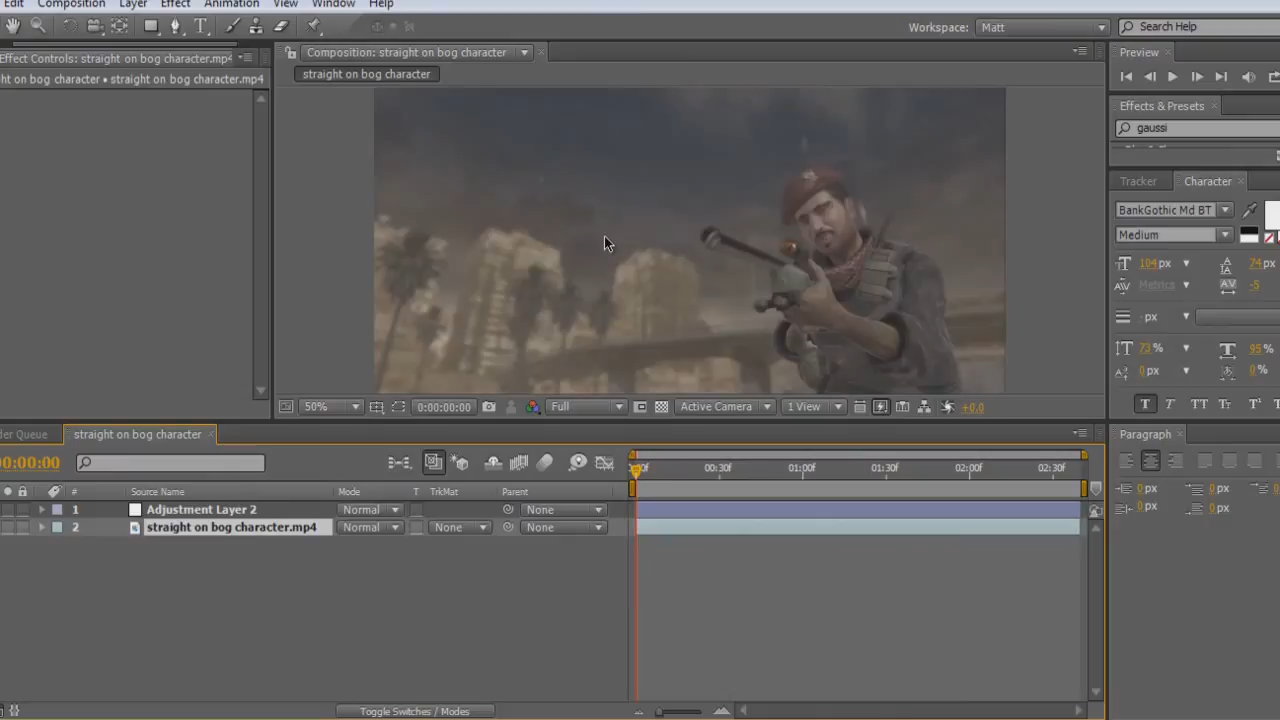 Edit Composition Layer Effect Animation View Window Help
T
Workspace: Matt Search Help
Effect Controls: straight on bog character.mp4
ht on bog character • straight on bog character.mp4
Composition: straight on bog character
straight on bog character
Preview
Effects & Presets
gaussi
Tracker Character
BankGothic Md BT
Medium
104 px 74 px
Metrics -5
- px
73 % 95 %
0 px 0 %
T T TT Tr T¹
50% 0:00:00:00 Full Active Camera 1 View +0.0
der Queue straight on bog character
Paragraph
00:00:00
:00f 00:30f 01:00f 01:30f 02:00f 02:30f
# Source Name Mode T TrkMat Parent
1 Adjustment Layer 2 Normal None
2 straight on bog character.mp4 Normal None None
0 px 0 px 0
0 px 0 px
Toggle Switches / Modes